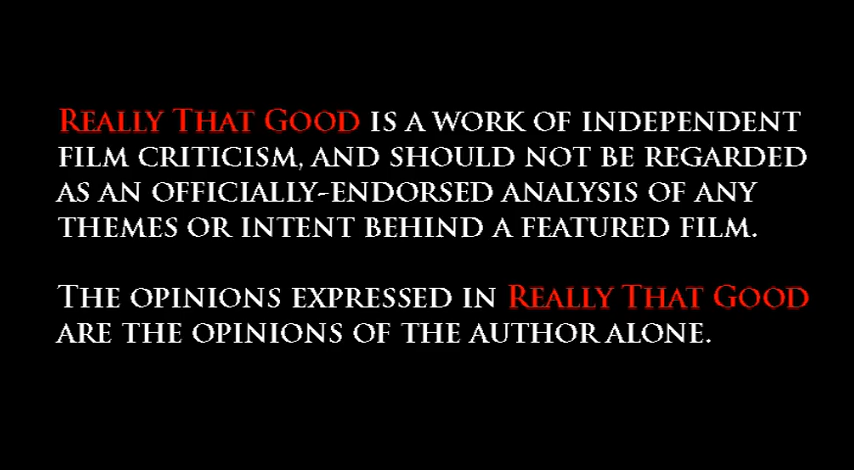 Really That Good is a work of independent
film criticism, and should not be regarded
as an officially-endorsed analysis of any
themes or intent behind a featured film.
The opinions expressed in Really That Good
are the opinions of the author alone.